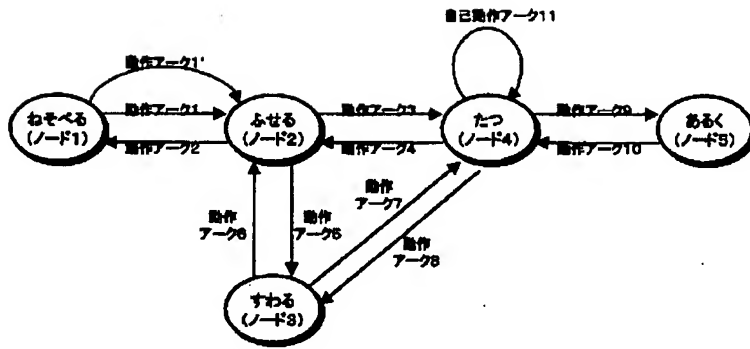 自己動作アーク11
動作アーク1'
ねそべる
(ノード1)
動作アーク1
動作アーク2
ふせる
(ノード2)
動作アーク3
動作アーク4
たつ
(ノード4)
動作アーク9
動作アーク10
あるく
(ノード5)
動作
アーク6
動作
アーク5
動作
アーク7
動作
アーク8
すわる
(ノード3)